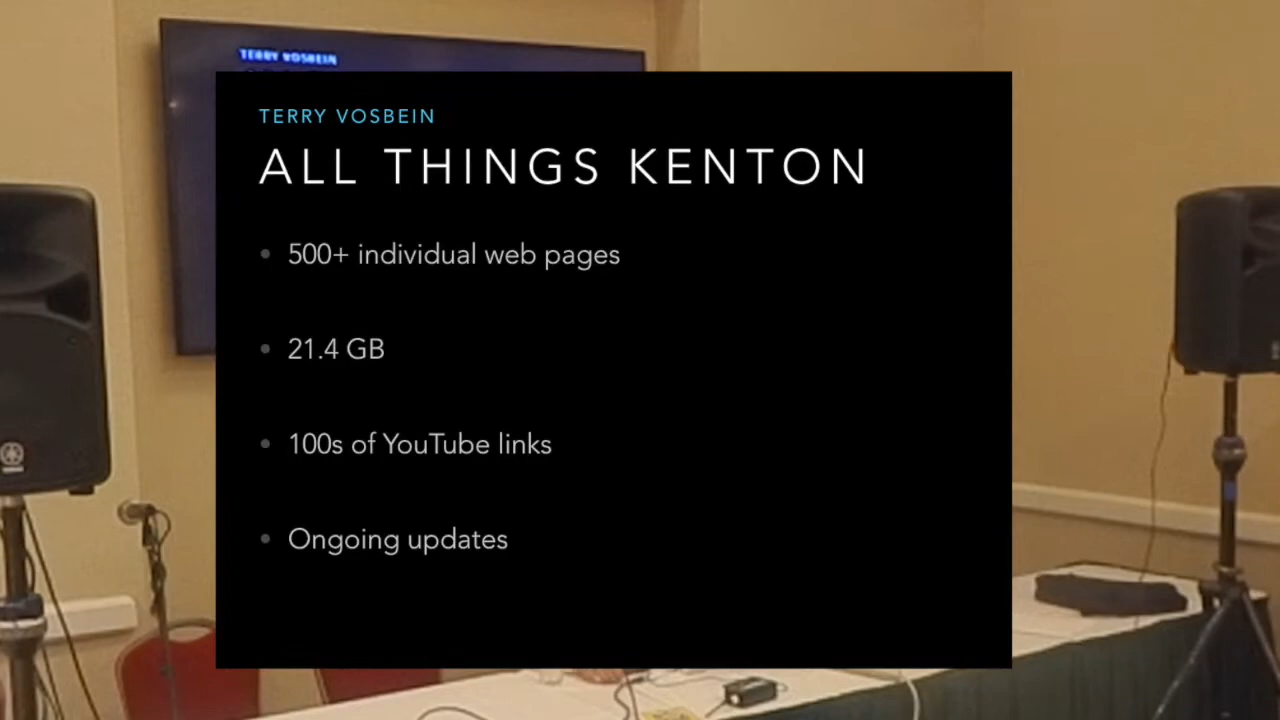 TERRY VOSBEIN
TERRY VOSBEIN
ALL THINGS KENTON
• 500+ individual web pages
• 21.4 GB
• 100s of YouTube links
• Ongoing updates